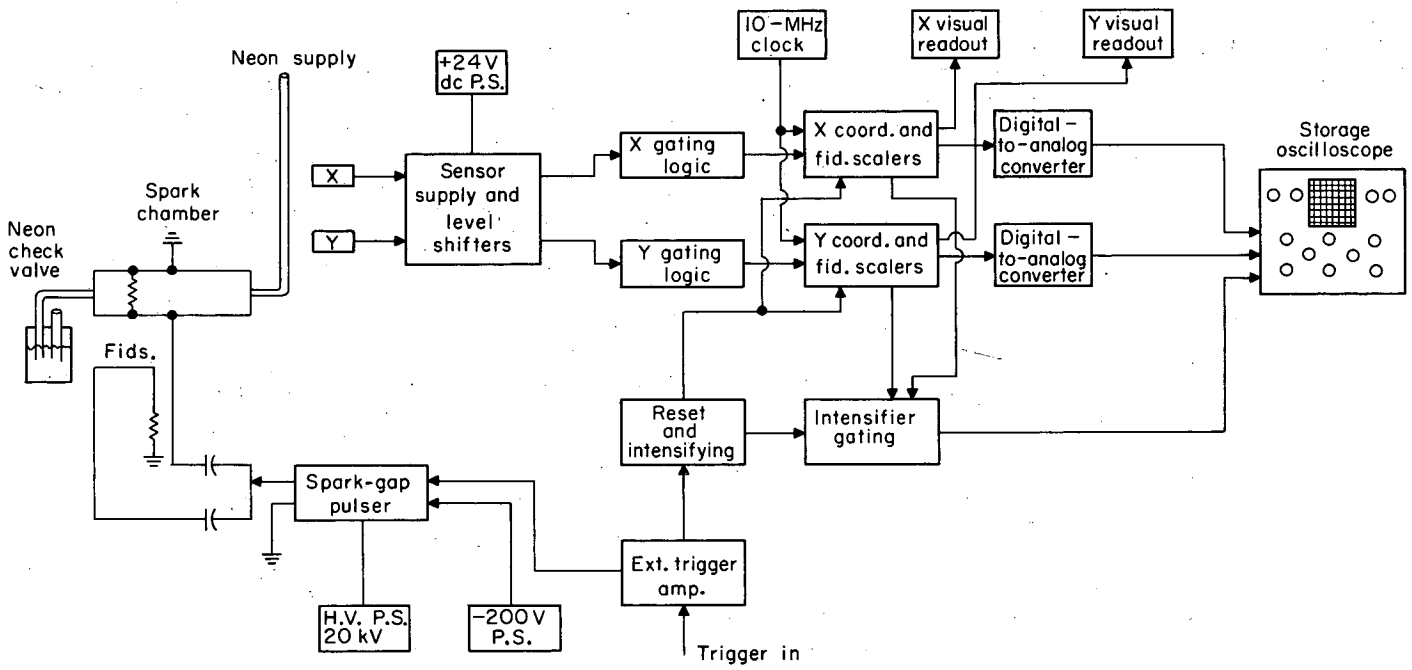 Neon supply
+24V
dc P.S.
10-MHz
clock
X visual
readout
Y visual
readout
X
Y
Sensor
supply and
level
shifters
X gating
logic
Y gating
logic
X coord. and
fid. scalers
Y coord. and
fid. scalers
Digital-
to-analog
converter
Digital-
to-analog
converter
Storage
oscilloscope
Spark
chamber
Neon
check
valve
Fids.
Spark-gap
pulser
H.V. P.S.
20 kV
-200 V
P.S.
Reset
and
intensifying
Intensifier
gating
Ext. trigger
amp.
Trigger in